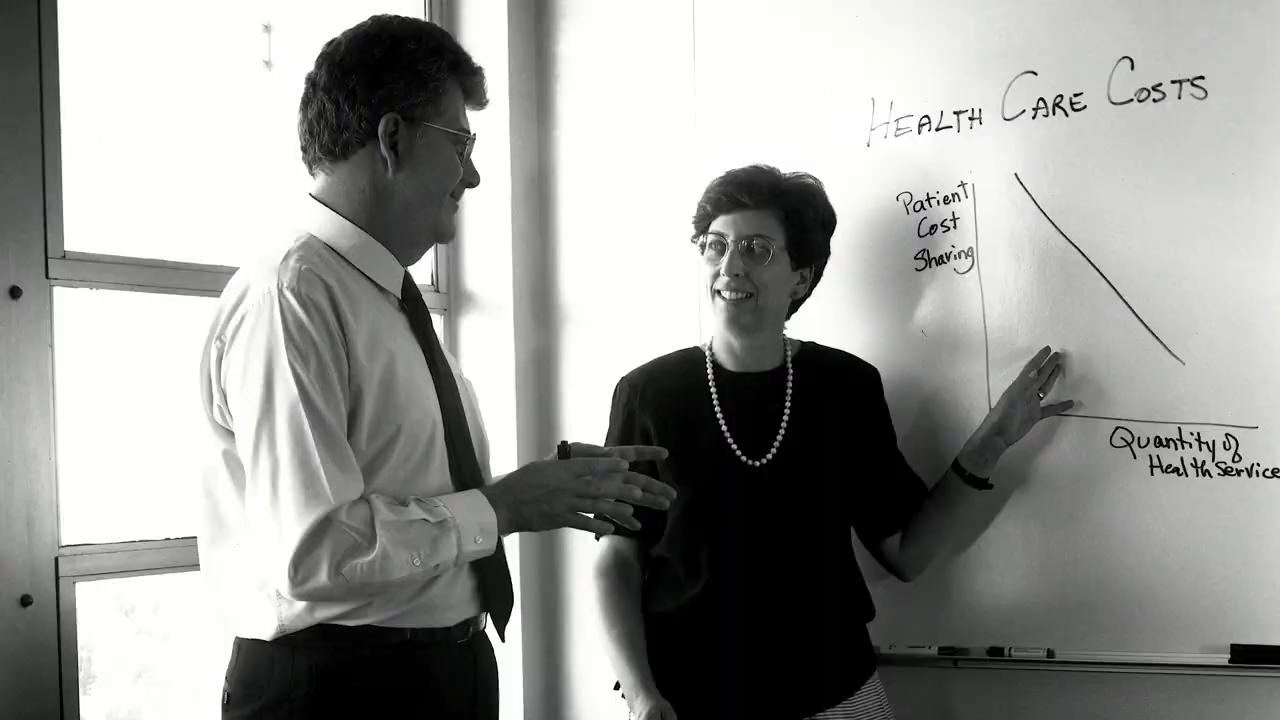 HEALTH CARE COSTS
Patient
Cost
Sharing
Quantity of
Health Service